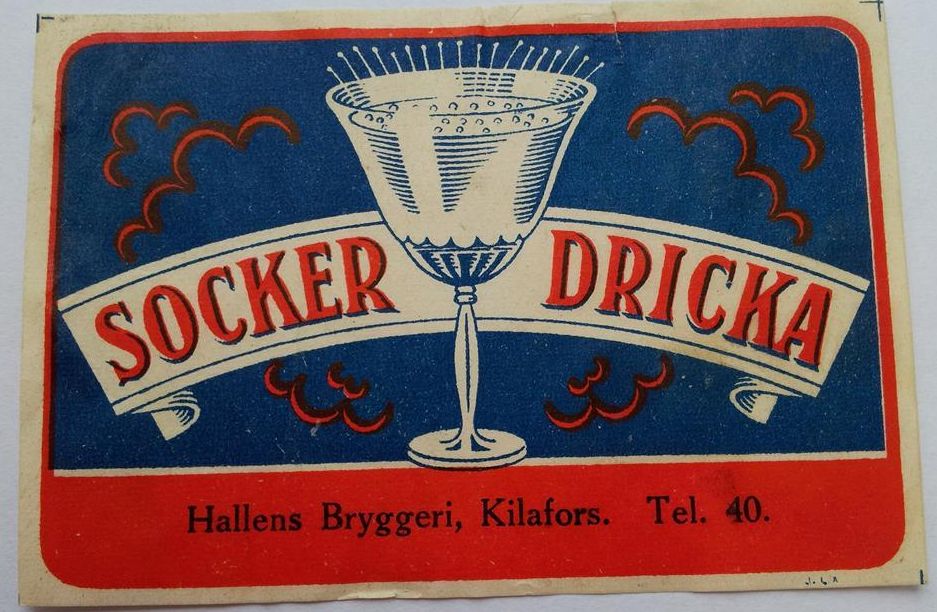 SOCKER DRICKA
Hallens Bryggeri, Kilafors. Tel. 40.